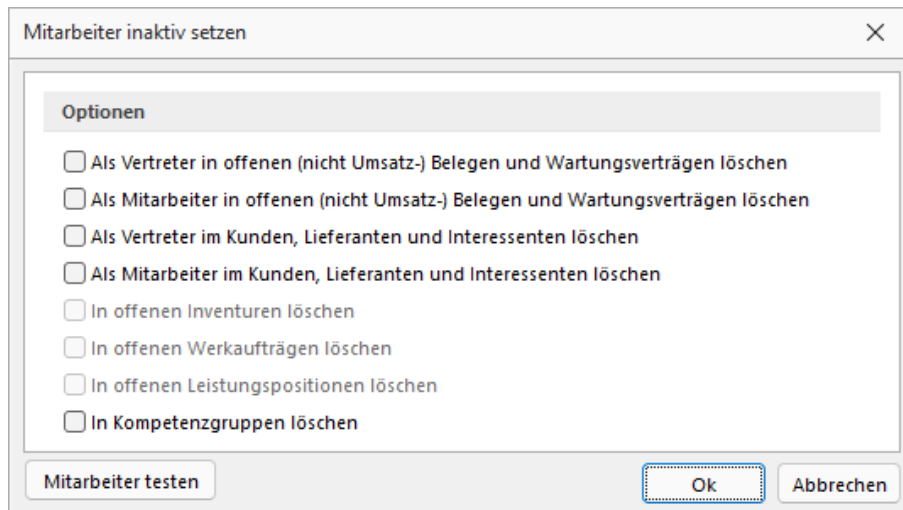 Mitarbeiter inaktiv setzen
Optionen
Als Vertreter in offenen (nicht Umsatz-) Belegen und Wartungsverträgen löschen
Als Mitarbeiter in offenen (nicht Umsatz-) Belegen und Wartungsverträgen löschen
Als Vertreter im Kunden, Lieferanten und Interessenten löschen
Als Mitarbeiter im Kunden, Lieferanten und Interessenten löschen
In offenen Inventuren löschen
In offenen Werkaufträgen löschen
In offenen Leistungspositionen löschen
In Kompetenzgruppen löschen
Mitarbeiter testen Ok Abbrechen